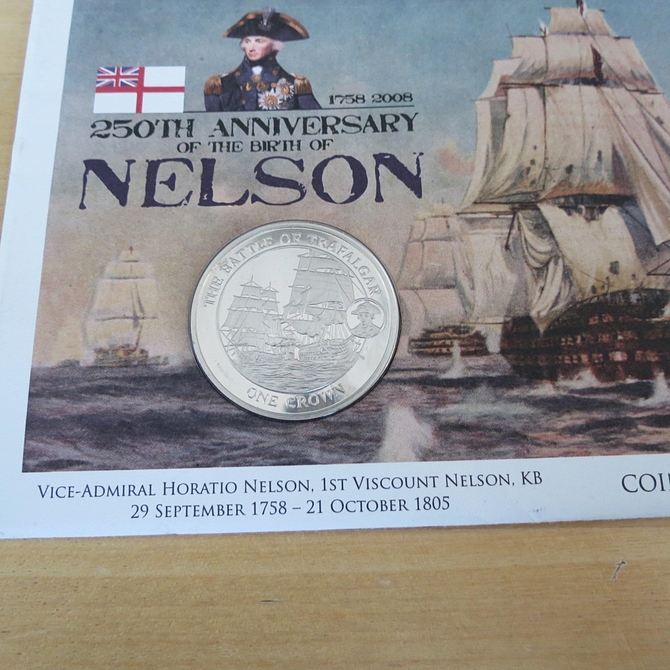 1758 2008
250TH ANNIVERSARY
OF THE BIRTH OF
NELSON
THE BATTLE OF TRAFALGAR
ONE CROWN
VICE-ADMIRAL HORATIO NELSON, 1ST VISCOUNT NELSON, KB
29 SEPTEMBER 1758 – 21 OCTOBER 1805